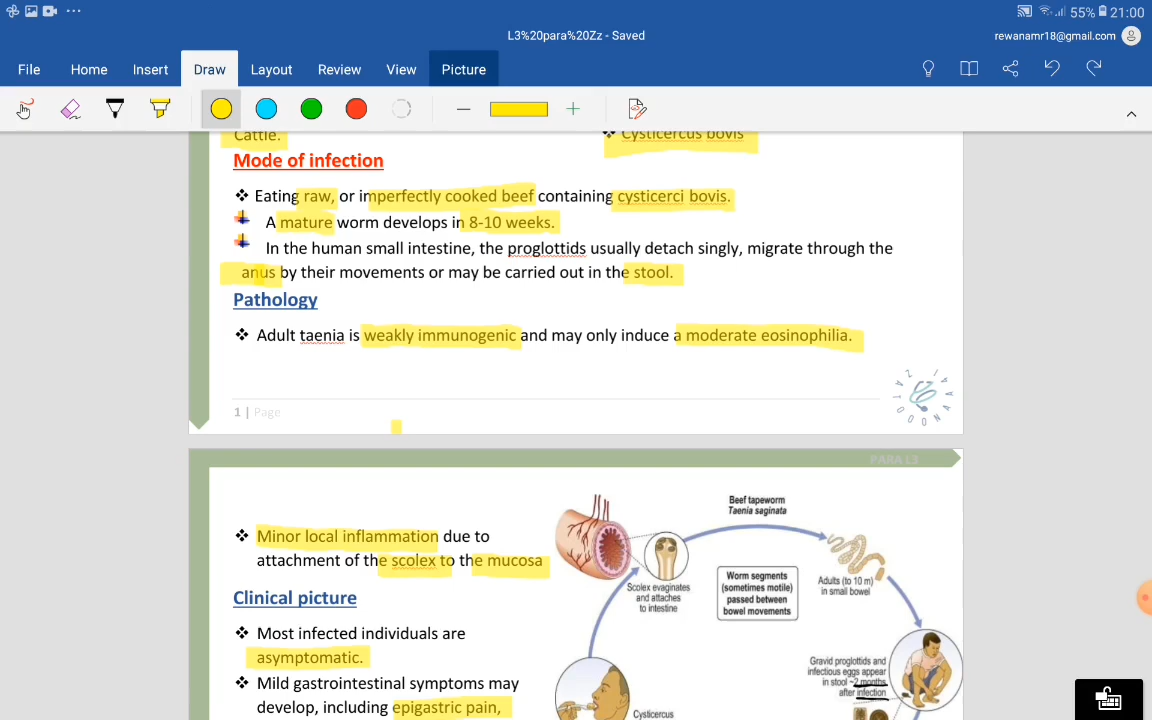 55% 21:00
L3%20para%20Zz - Saved
rewanamr18@gmail.com
File Home Insert Draw Layout Review View Picture
Cattle. ❖ Cysticercus bovis
Mode of infection
❖ Eating raw, or imperfectly cooked beef containing cysticerci bovis.
A mature worm develops in 8-10 weeks.
In the human small intestine, the proglottids usually detach singly, migrate through the
anus by their movements or may be carried out in the stool.
Pathology
❖ Adult taenia is weakly immunogenic and may only induce a moderate eosinophilia.
1 | Page
PARA L3
❖ Minor local inflammation due to
attachment of the scolex to the mucosa
Clinical picture
❖ Most infected individuals are
asymptomatic.
❖ Mild gastrointestinal symptoms may
develop, including epigastric pain,
Beef tapeworm
Taenia saginata
Scolex evaginates
and attaches
to intestine
Worm segments
(sometimes motile)
passed between
bowel movements
Adults (to 10 m)
in small bowel
Gravid proglottids and
infectious eggs appear
in stool ~2 months
after infection
Cysticercus